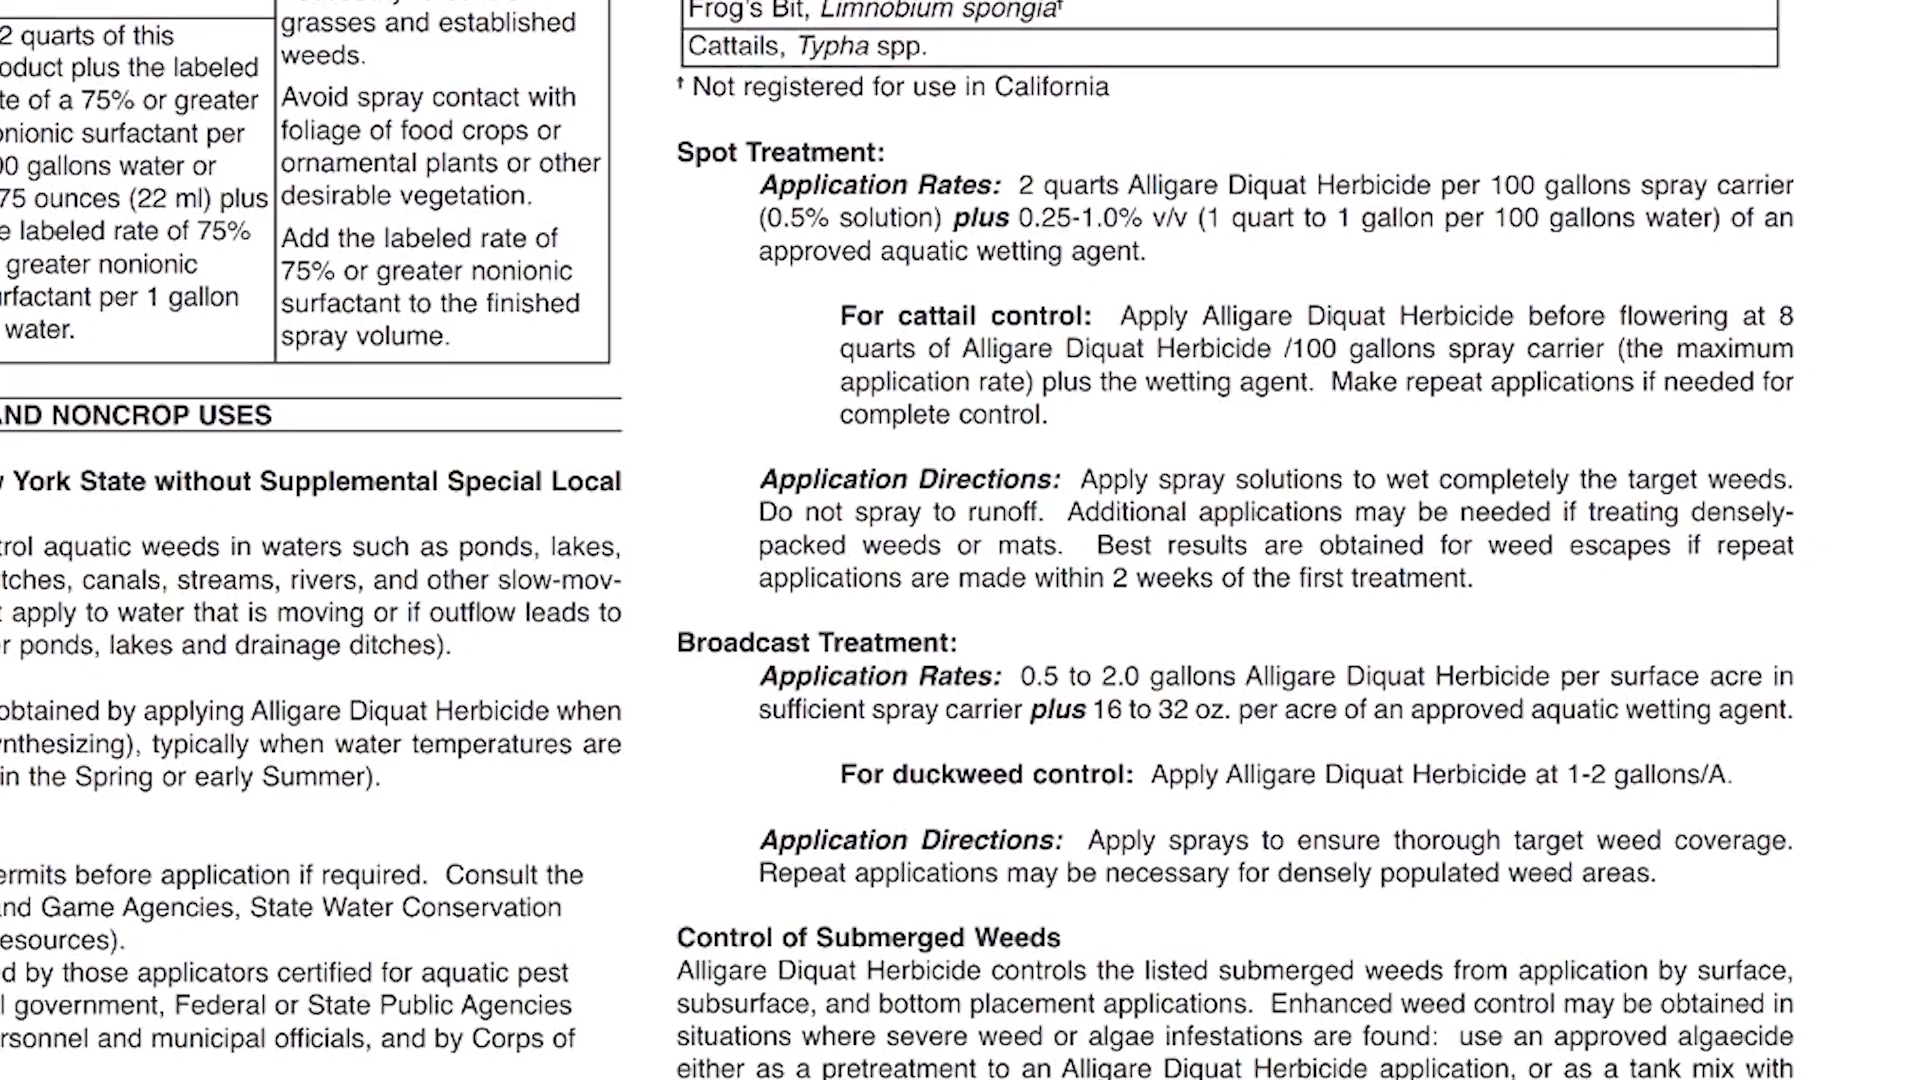 2 quarts of this
oduct plus the labeled
te of a 75% or greater
onionic surfactant per
00 gallons water or
75 ounces (22 ml) plus
e labeled rate of 75%
greater nonionic
urfactant per 1 gallon
water.
grasses and established
weeds.
Avoid spray contact with
foliage of food crops or
ornamental plants or other
desirable vegetation.
Add the labeled rate of
75% or greater nonionic
surfactant to the finished
spray volume.
AND NONCROP USES
York State without Supplemental Special Local
trol aquatic weeds in waters such as ponds, lakes,
tches, canals, streams, rivers, and other slow-mov-
apply to water that is moving or if outflow leads to
r ponds, lakes and drainage ditches).
obtained by applying Alligare Diquat Herbicide when
ynthesizing), typically when water temperatures are
in the Spring or early Summer).
ermits before application if required. Consult the
and Game Agencies, State Water Conservation
esources).
d by those applicators certified for aquatic pest
l government, Federal or State Public Agencies
rsonnel and municipal officials, and by Corps of
Frog's Bit, Limnobium spongia†
Cattails, Typha spp.
† Not registered for use in California
Spot Treatment:
Application Rates: 2 quarts Alligare Diquat Herbicide per 100 gallons spray carrier
(0.5% solution) plus 0.25-1.0% v/v (1 quart to 1 gallon per 100 gallons water) of an
approved aquatic wetting agent.
For cattail control: Apply Alligare Diquat Herbicide before flowering at 8
quarts of Alligare Diquat Herbicide /100 gallons spray carrier (the maximum
application rate) plus the wetting agent. Make repeat applications if needed for
complete control.
Application Directions: Apply spray solutions to wet completely the target weeds.
Do not spray to runoff. Additional applications may be needed if treating densely-
packed weeds or mats. Best results are obtained for weed escapes if repeat
applications are made within 2 weeks of the first treatment.
Broadcast Treatment:
Application Rates: 0.5 to 2.0 gallons Alligare Diquat Herbicide per surface acre in
sufficient spray carrier plus 16 to 32 oz. per acre of an approved aquatic wetting agent.
For duckweed control: Apply Alligare Diquat Herbicide at 1-2 gallons/A.
Application Directions: Apply sprays to ensure thorough target weed coverage.
Repeat applications may be necessary for densely populated weed areas.
Control of Submerged Weeds
Alligare Diquat Herbicide controls the listed submerged weeds from application by surface,
subsurface, and bottom placement applications. Enhanced weed control may be obtained in
situations where severe weed or algae infestations are found: use an approved algaecide
either as a pretreatment to an Alligare Diquat Herbicide application, or as a tank mix with